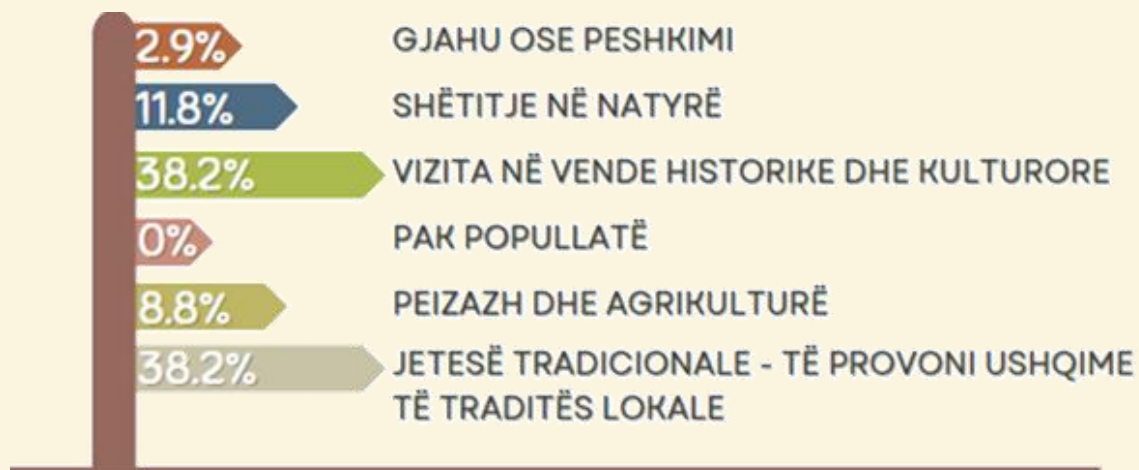 2.9% GJAHU OSE PESHKIMI
11.8% SHËTITJE NË NATYRË
38.2% VIZITA NË VENDE HISTORIKE DHE KULTURORE
0% PAK POPULLATË
8.8% PEIZAZH DHE AGRIKULTURË
38.2% JETESË TRADICIONALE - TË PROVONI USHQIME
TË TRADITËS LOKALE